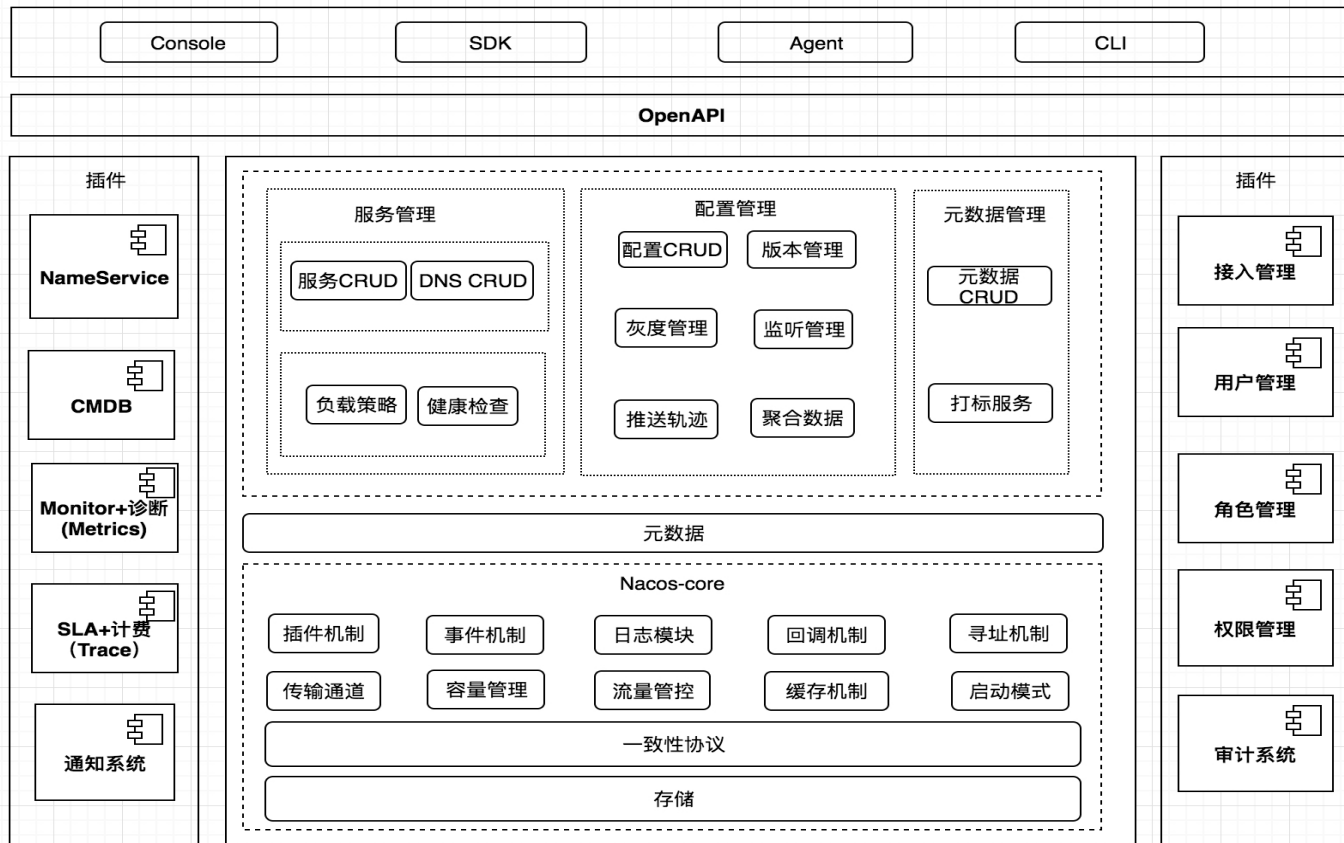 Console
SDK
Agent
CLI
OpenAPI
插件
NameService
CMDB
Monitor+诊断
(Metrics)
SLA+计费
（Trace）
通知系统
服务管理
服务CRUD
DNS CRUD
负载策略
健康检查
配置管理
配置CRUD
版本管理
灰度管理
监听管理
推送轨迹
聚合数据
元数据管理
元数据
CRUD
打标服务
元数据
Nacos-core
插件机制
事件机制
日志模块
回调机制
寻址机制
传输通道
容量管理
流量管控
缓存机制
启动模式
一致性协议
存储
插件
接入管理
用户管理
角色管理
权限管理
审计系统